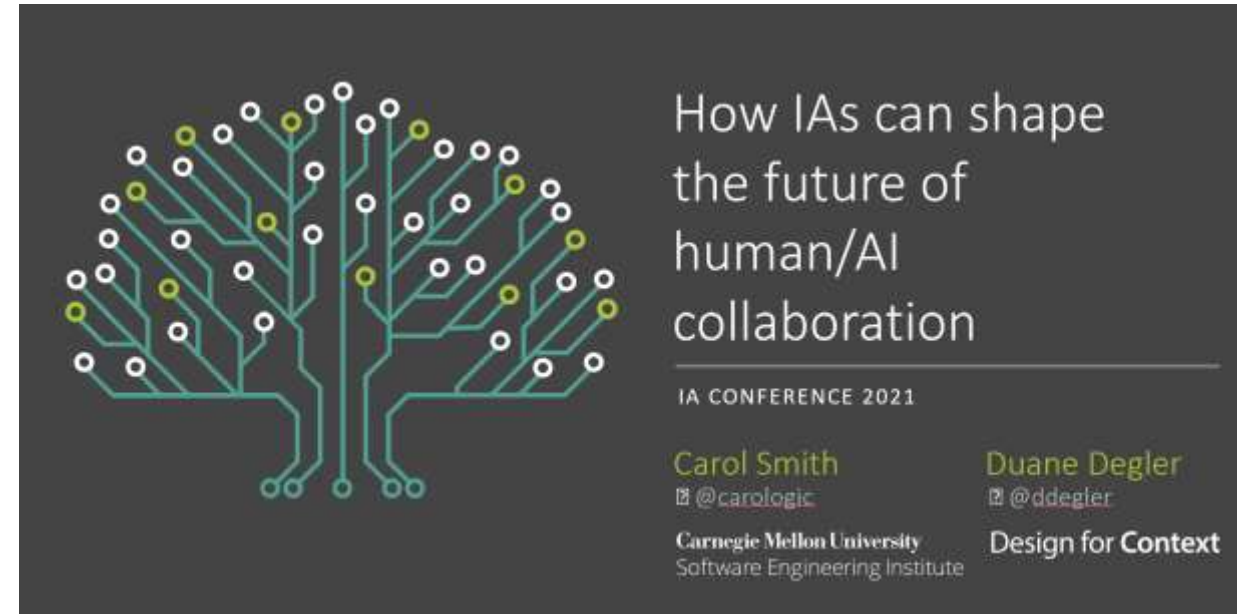 How IAs can shape
the future of
human/AI
collaboration
IA CONFERENCE 2021
Carol Smith
@carologic
Carnegie Mellon University
Software Engineering Institute
Duane Degler
@ddegler
Design for Context